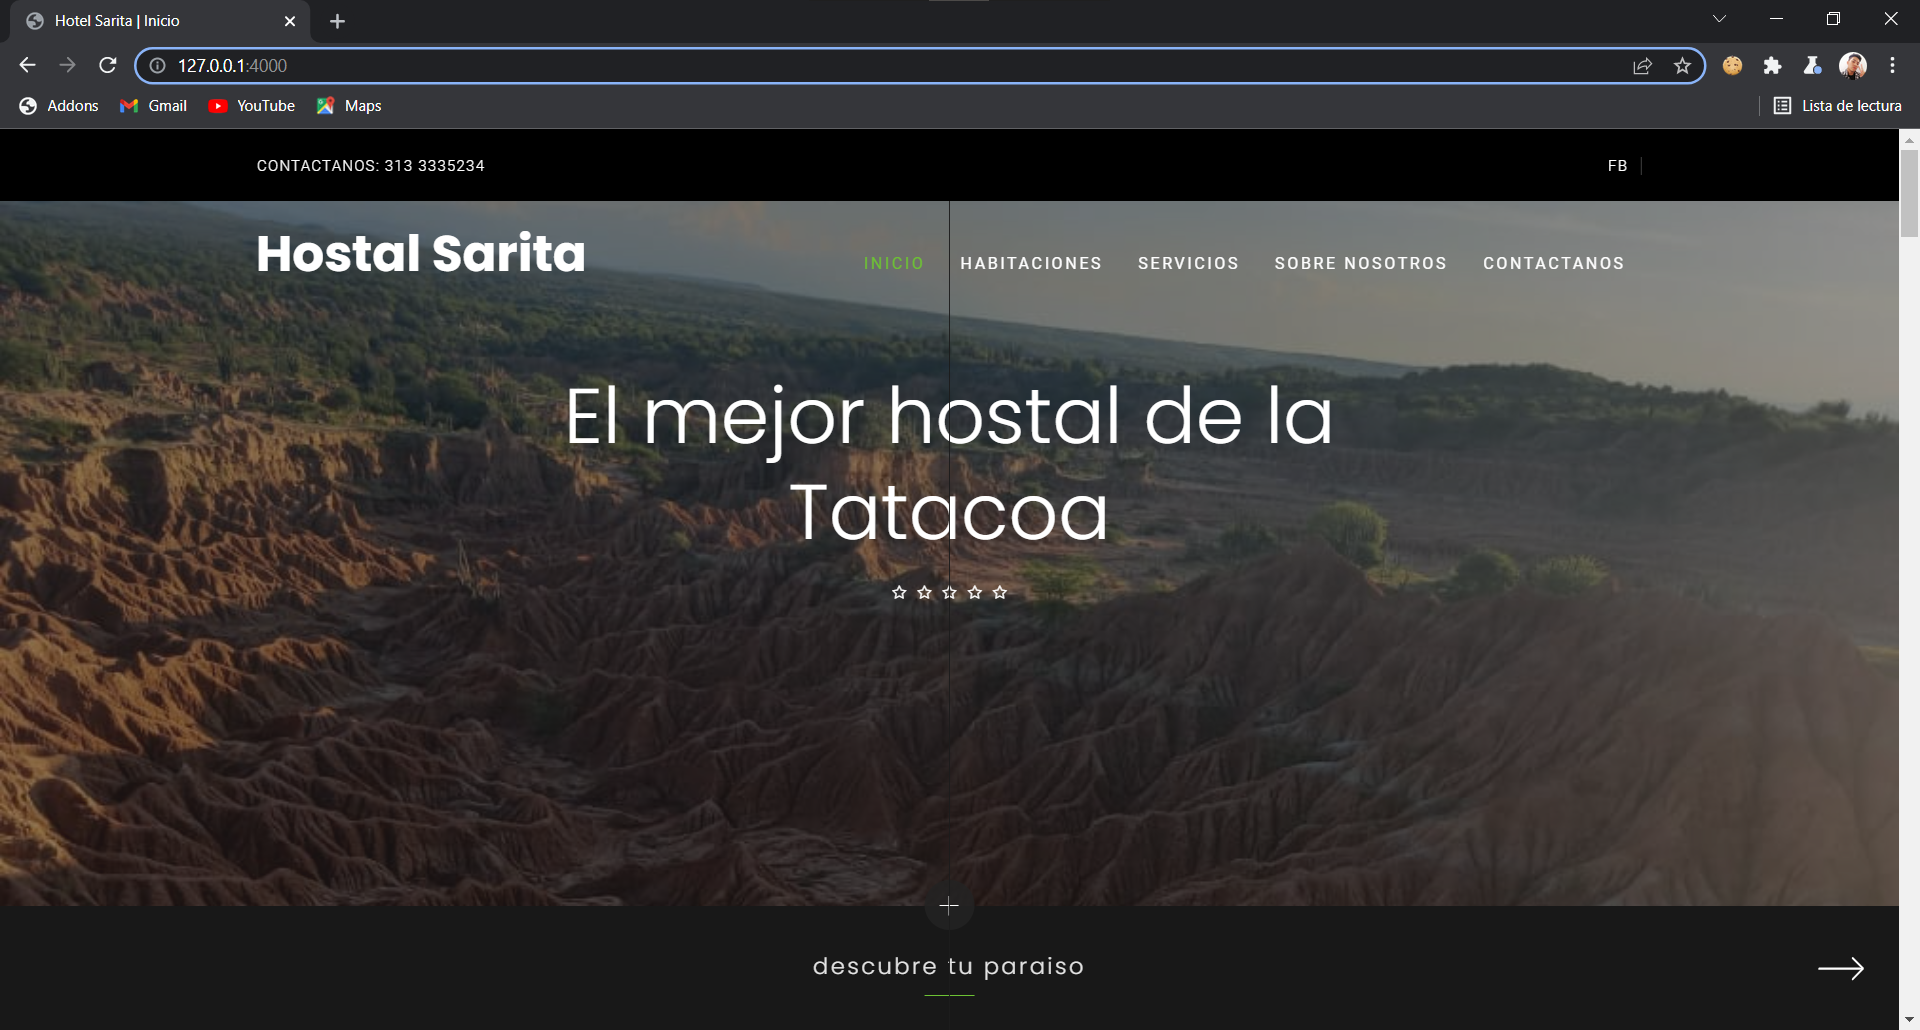 Hotel Sarita | Inicio
127.0.0.1:4000
Addons
Gmail
YouTube
Maps
Lista de lectura
CONTACTANOS: 313 3335234
FB
Hostal Sarita
INICIO
HABITACIONES
SERVICIOS
SOBRE NOSOTROS
CONTACTANOS
El mejor hostal de la
Tatacoa
descubre tu paraiso